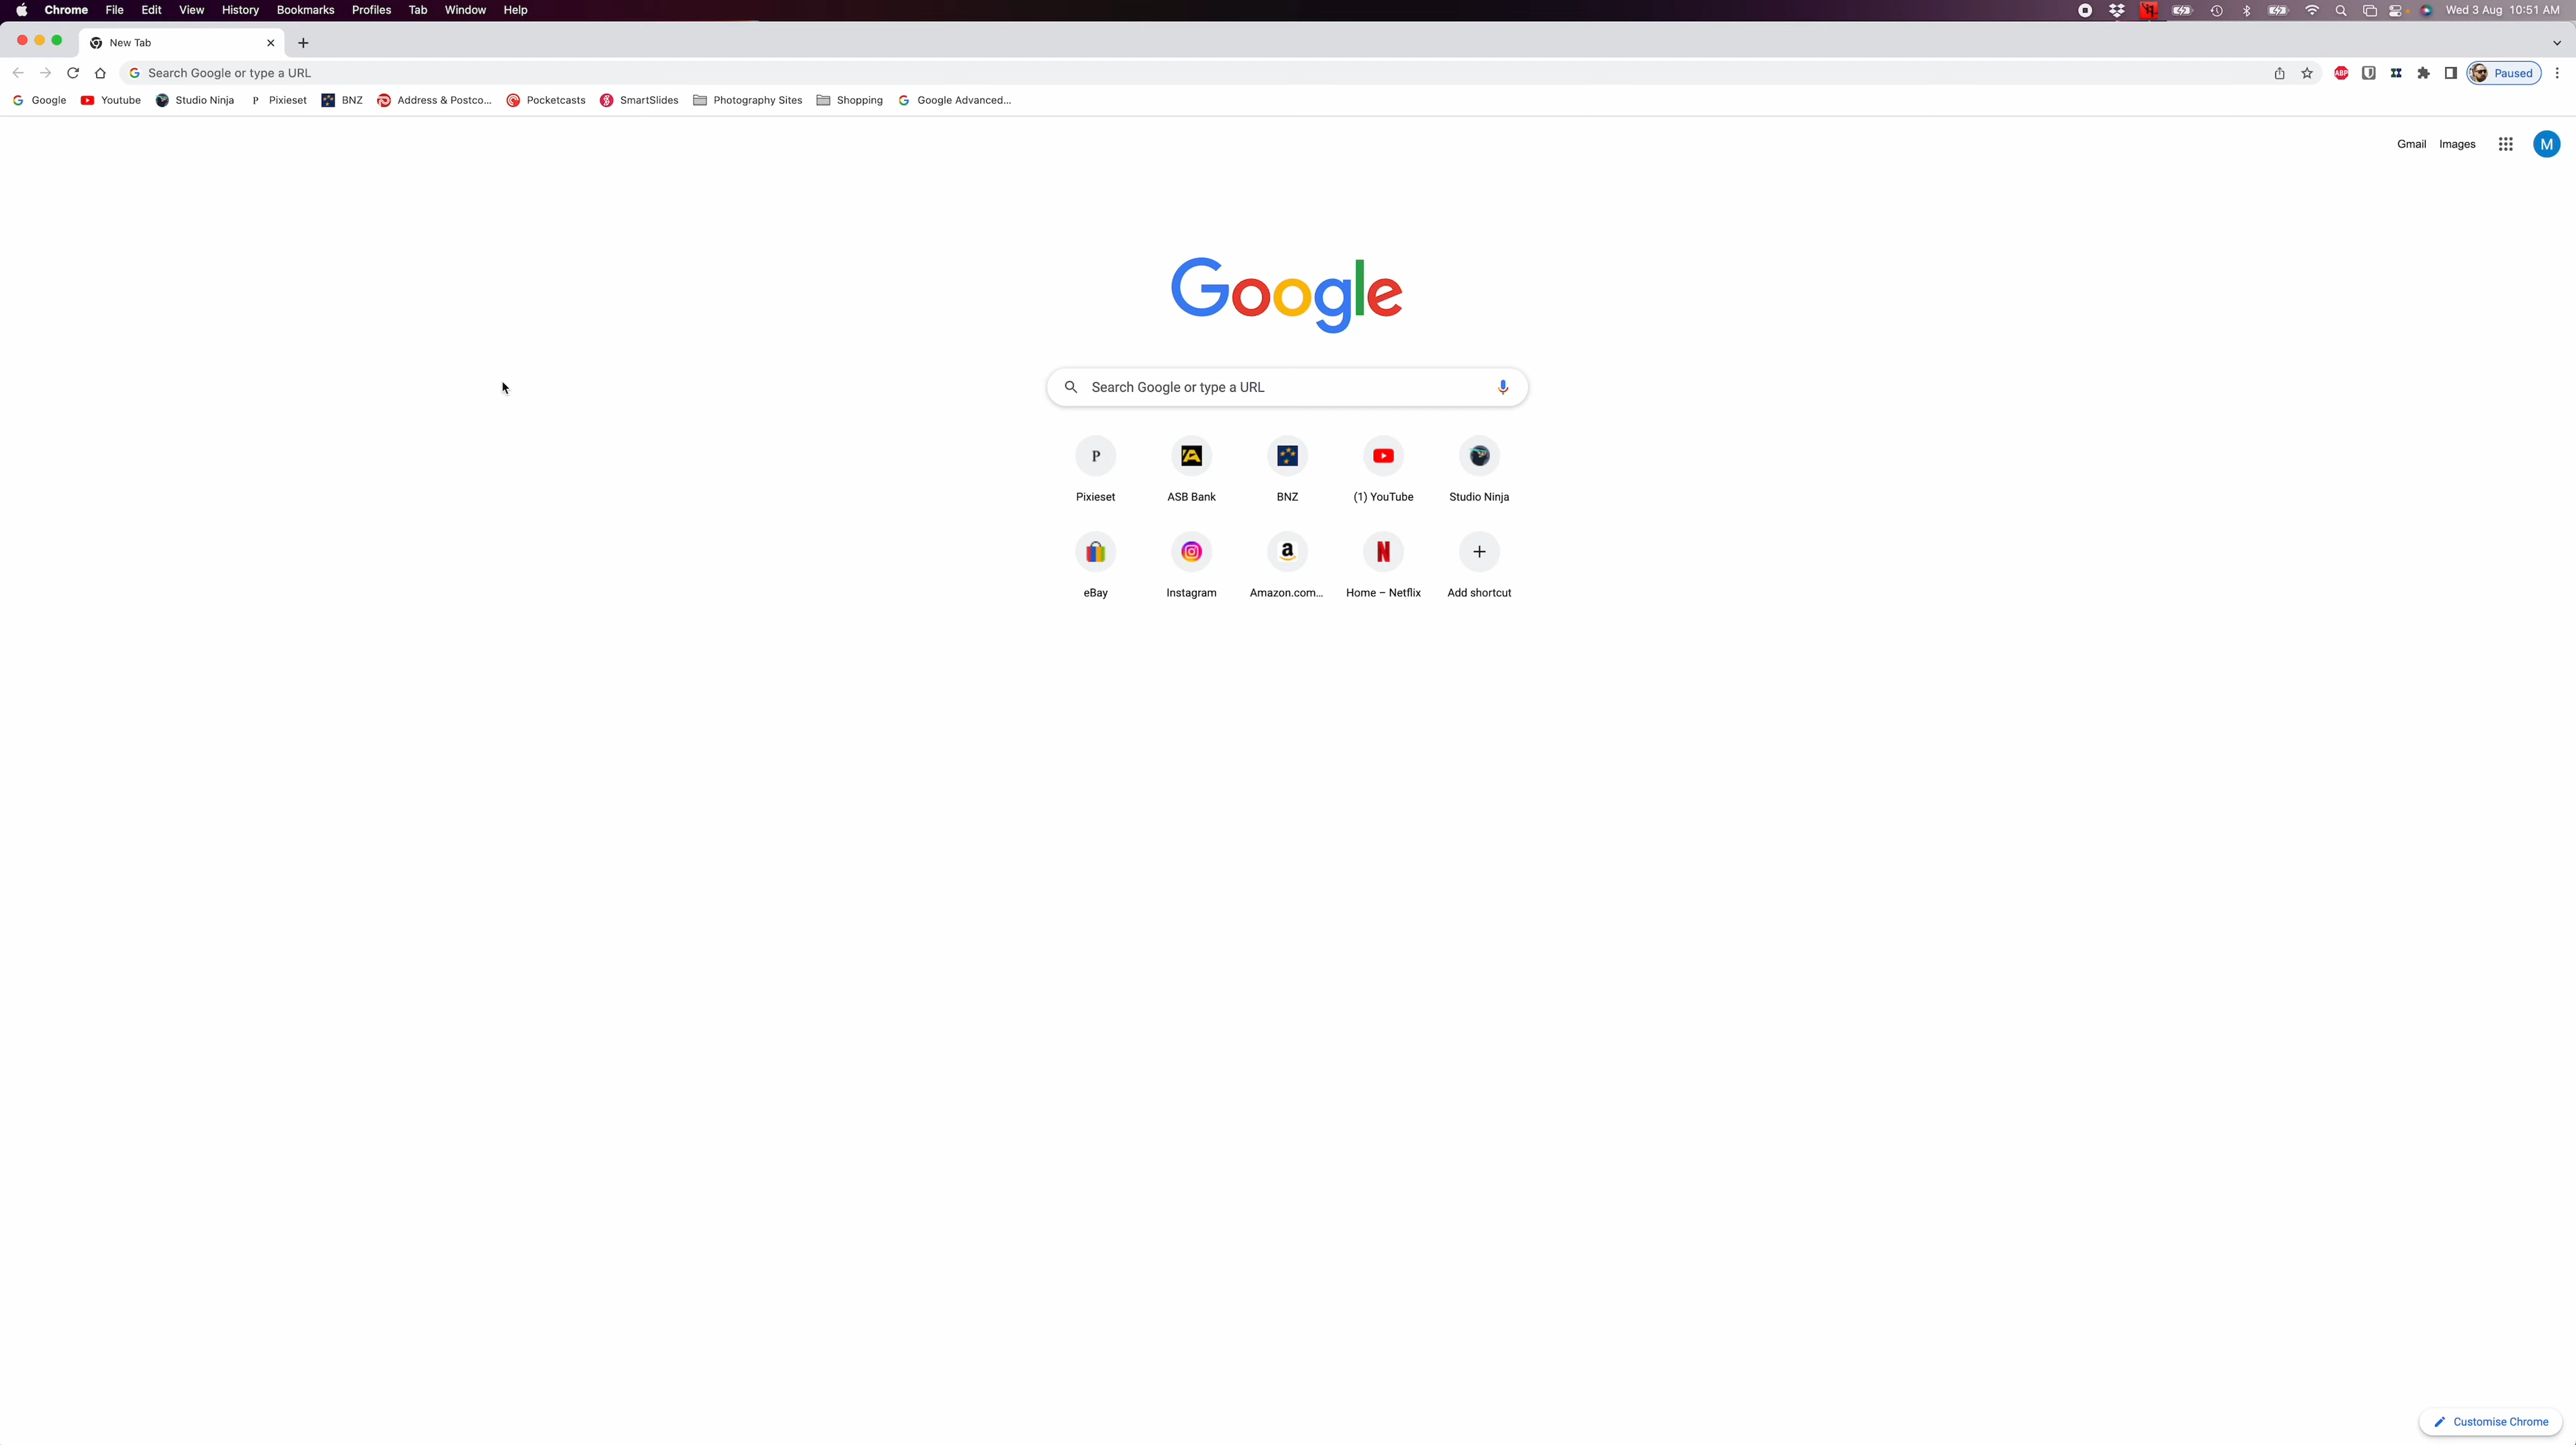 Chrome File Edit View History Bookmarks Profiles Tab Window Help Wed 3 Aug 10:51 AM
New Tab
Search Google or type a URL ABP Paused
Google Youtube Studio Ninja P Pixieset BNZ Address & Postco... Pocketcasts SmartSlides Photography Sites Shopping Google Advanced...
Gmail Images M
Google
Search Google or type a URL
P
Pixieset ASB Bank BNZ (1) YouTube Studio Ninja
eBay Instagram Amazon.com... Home – Netflix Add shortcut
Customise Chrome